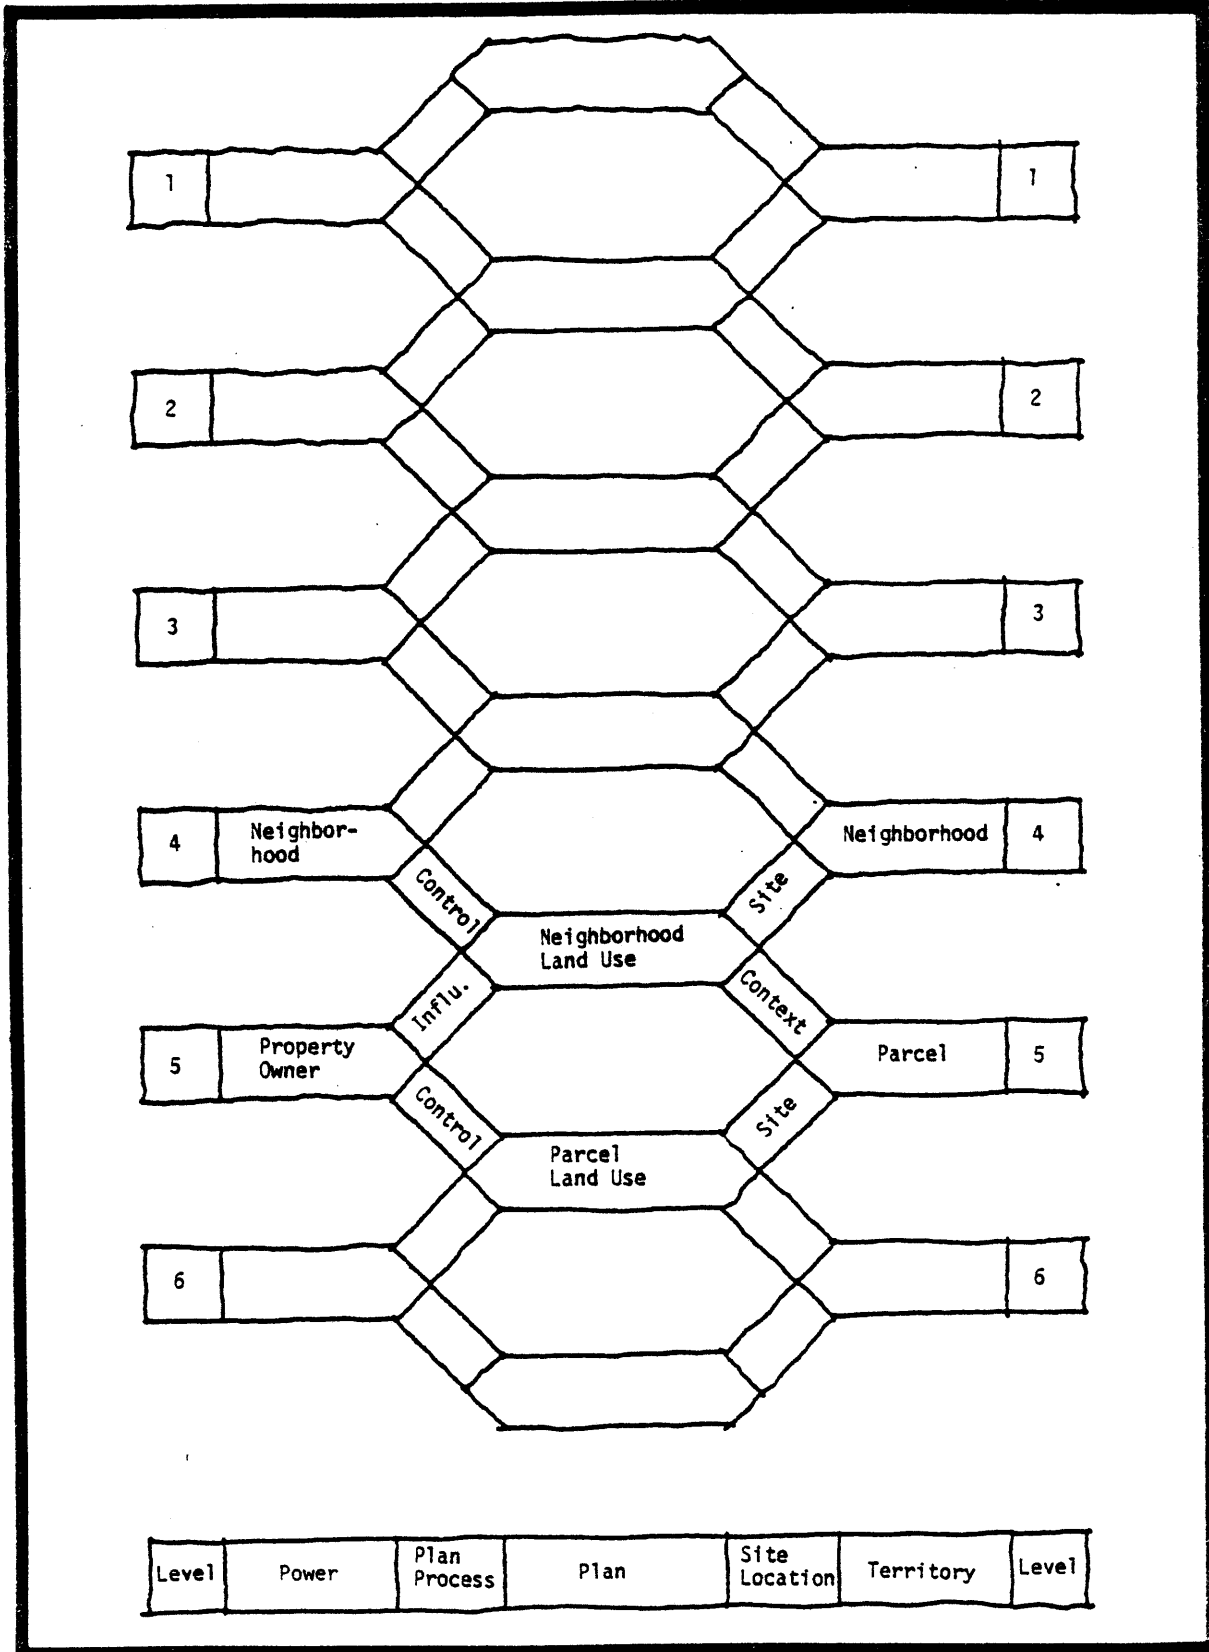 1
1
2
2
3
3
4
Neighbor-
hood
Neighborhood
4
Control
Site
Neighborhood
Land Use
Influ.
Context
5
Property
Owner
Parcel
5
Control
Site
Parcel
Land Use
6
6
Level
Power
Plan
Process
Plan
Site
Location
Territory
Level